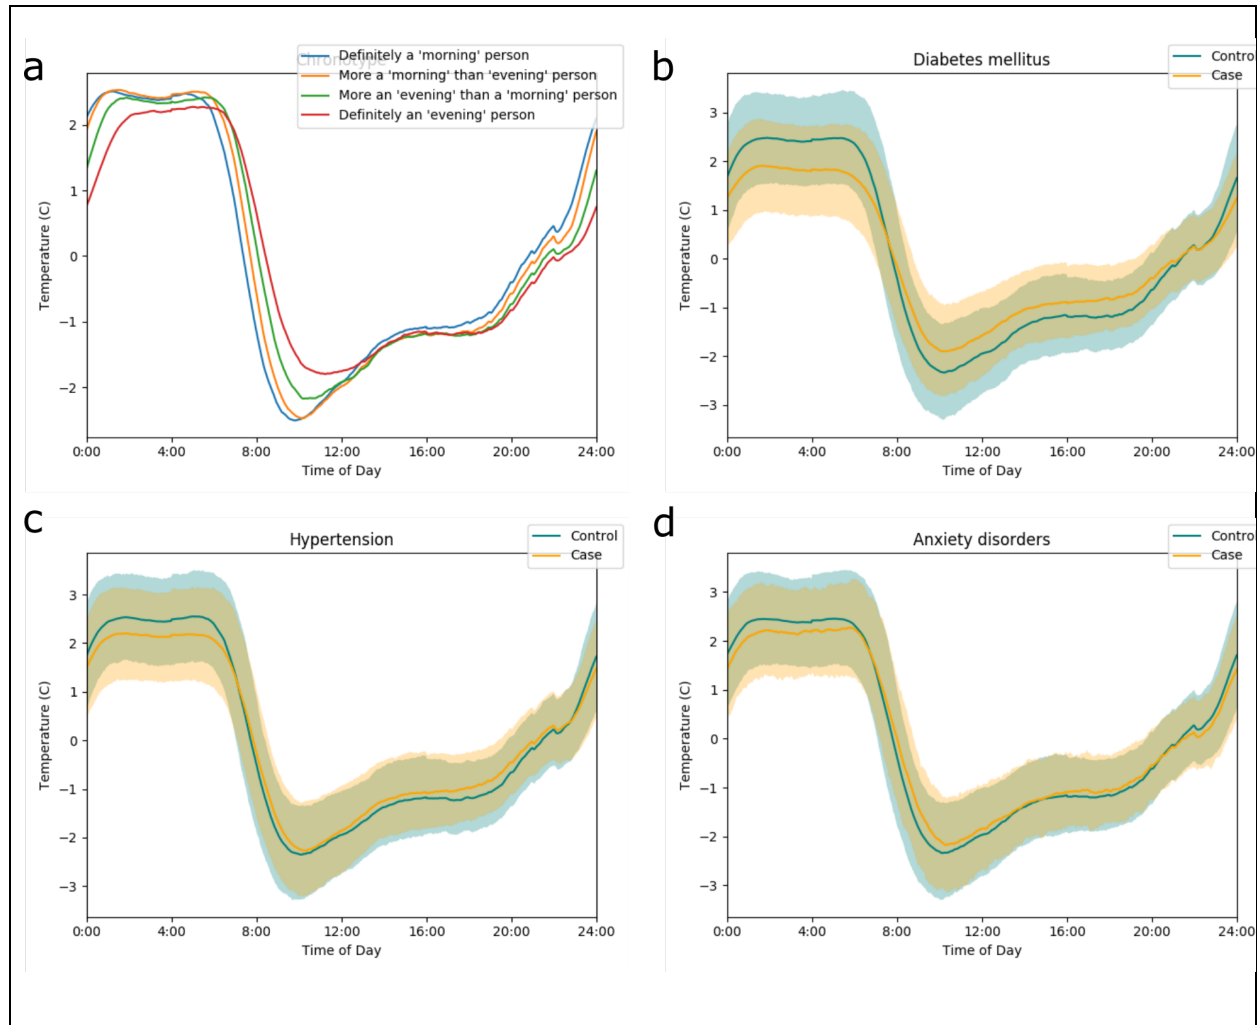 a
Chronotype
Definitely a 'morning' person
More a 'morning' than 'evening' person
More an 'evening' than a 'morning' person
Definitely an 'evening' person
Temperature (C)
2
1
0
−1
−2
0:00 4:00 8:00 12:00 16:00 20:00 24:00
Time of Day
b
Diabetes mellitus
Control
Case
Temperature (C)
3
2
1
0
−1
−2
−3
0:00 4:00 8:00 12:00 16:00 20:00 24:00
Time of Day
c
Hypertension
Control
Case
Temperature (C)
3
2
1
0
−1
−2
−3
0:00 4:00 8:00 12:00 16:00 20:00 24:00
Time of Day
d
Anxiety disorders
Control
Case
Temperature (C)
3
2
1
0
−1
−2
−3
0:00 4:00 8:00 12:00 16:00 20:00 24:00
Time of Day